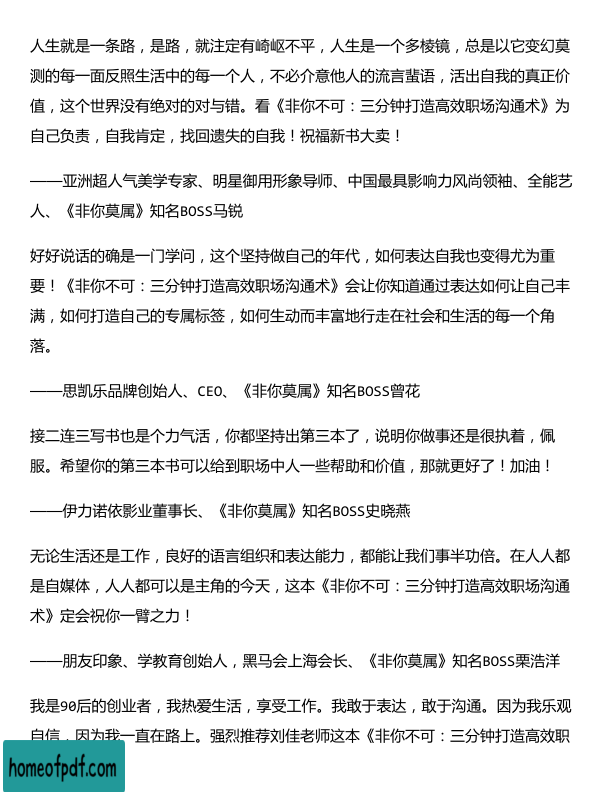 人生就是一条路，是路，就注定有崎岖不平，人生是一个多棱镜，总是以它变幻莫
测的每一面反照生活中的每一个人，不必介意他人的流言蜚语，活出自我的真正价
值，这个世界没有绝对的对与错。看《非你不可：三分钟打造高效职场沟通术》为
自己负责，自我肯定，找回遗失的自我！祝福新书大卖！
——亚洲超人气美学专家、明星御用形象导师、中国最具影响力风尚领袖、全能艺
人、《非你莫属》知名BOSS马锐
好好说话的确是一门学问，这个坚持做自己的年代，如何表达自我也变得尤为重
要！《非你不可：三分钟打造高效职场沟通术》会让你知道通过表达如何让自己丰
满，如何打造自己的专属标签，如何生动而丰富地行走在社会和生活的每一个角
落。
——思凯乐品牌创始人、CEO、《非你莫属》知名BOSS曾花
接二连三写书也是个力气活，你都坚持出第三本了，说明你做事还是很执着，佩
服。希望你的第三本书可以给到职场中人一些帮助和价值，那就更好了！加油！
——伊力诺依影业董事长、《非你莫属》知名BOSS史晓燕
无论生活还是工作，良好的语言组织和表达能力，都能让我们事半功倍。在人人都
是自媒体，人人都可以是主角的今天，这本《非你不可：三分钟打造高效职场沟通
术》定会祝你一臂之力！
——朋友印象、学教育创始人，黑马会上海会长、《非你莫属》知名BOSS栗浩洋
我是90后的创业者，我热爱生活，享受工作。我敢于表达，敢于沟通。因为我乐观
自信，因为我一直在路上。强烈推荐刘佳老师这本《非你不可：三分钟打造高效职
homeofpdf.com